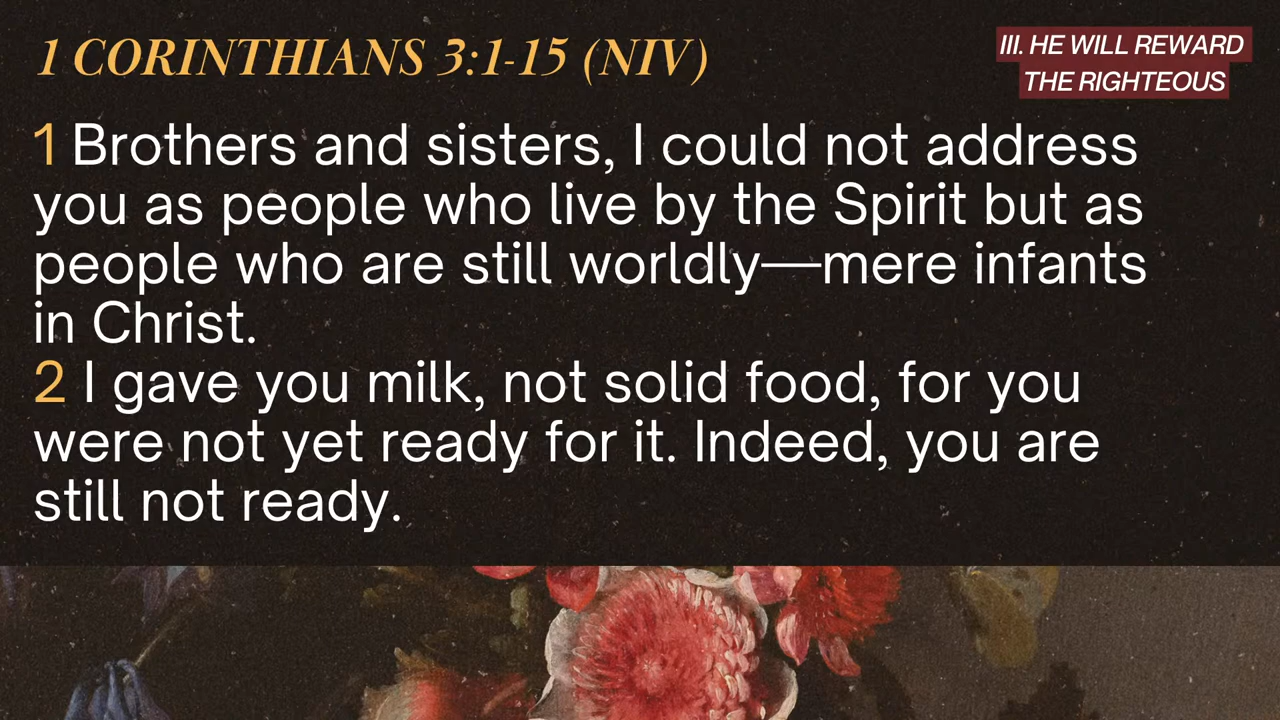 1 CORINTHIANS 3:1-15 (NIV)
III. HE WILL REWARD
THE RIGHTEOUS
1 Brothers and sisters, I could not address
you as people who live by the Spirit but as
people who are still worldly—mere infants
in Christ.
2 I gave you milk, not solid food, for you
were not yet ready for it. Indeed, you are
still not ready.